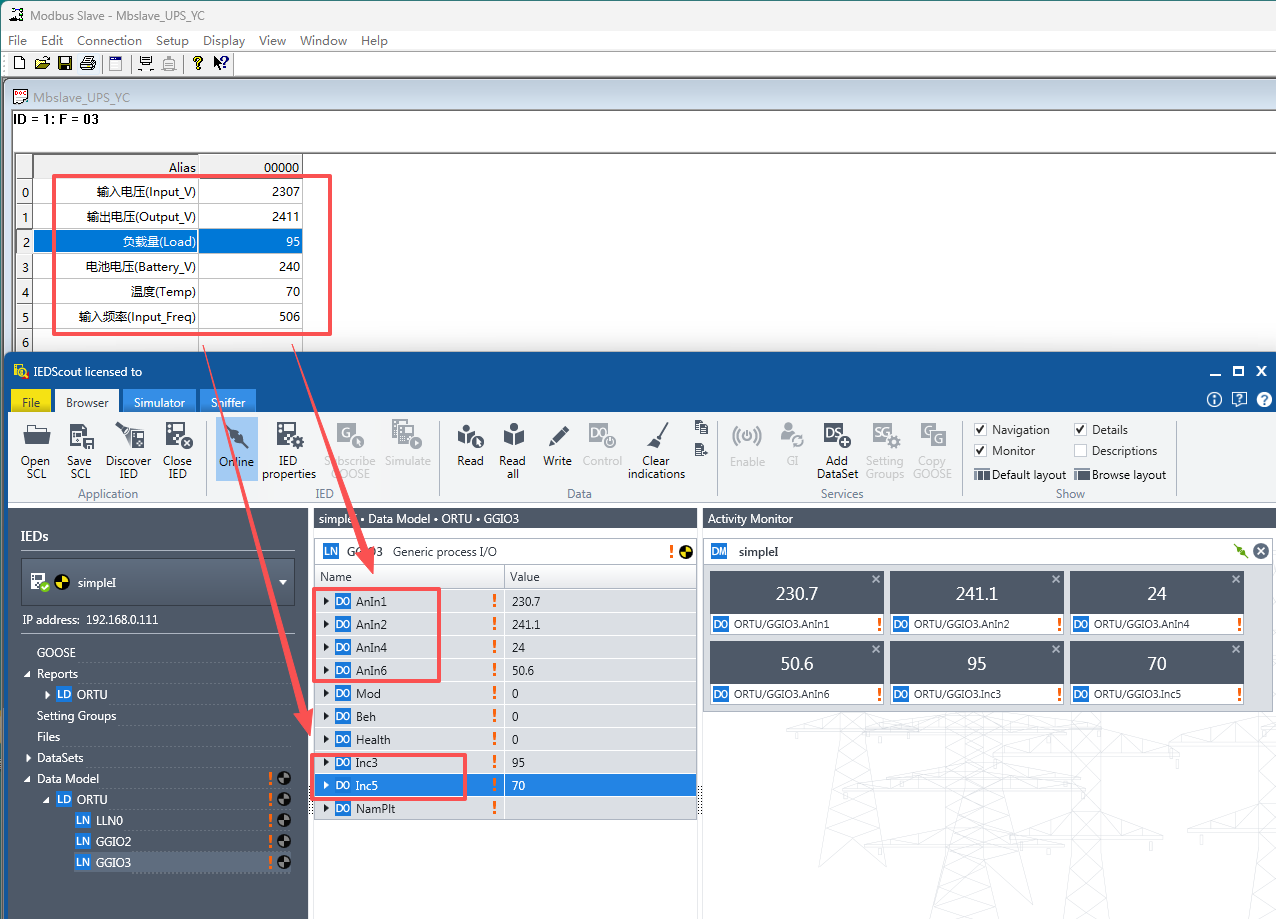 Modbus Slave - Mbslave_UPS_YC
File Edit Connection Setup Display View Window Help
Mbslave_UPS_YC
ID = 1: F = 03
Alias 00000
0 输入电压(Input_V) 2307
1 输出电压(Output_V) 2411
2 负载量(Load) 95
3 电池电压(Battery_V) 240
4 温度(Temp) 70
5 输入频率(Input_Freq) 506
6
IEDScout licensed to
File Browser Simulator Sniffer
Open SCL
Save SCL
Discover IED
Close IED
Application
Online
IED properties
Subscribe GOOSE
Simulate
IED
Read
Read all
Write
Control
Clear indications
Data
Enable
GI
Add DataSet
Setting Groups
Copy GOOSE
Services
Navigation Details
Monitor Descriptions
Default layout Browse layout
Show
IEDs
simpleI
IP address: 192.168.0.111
GOOSE
Reports
LD ORTU
Setting Groups
Files
DataSets
Data Model
LD ORTU
LN LLN0
LN GGIO2
LN GGIO3
simpleI • Data Model • ORTU • GGIO3
LN GGIO3 Generic process I/O
Name Value
DO AnIn1 230.7
DO AnIn2 241.1
DO AnIn4 24
DO AnIn6 50.6
DO Mod 0
DO Beh 0
DO Health 0
DO Inc3 95
DO Inc5 70
DO NamPlt
Activity Monitor
DM simpleI
230.7
DO ORTU/GGIO3.AnIn1
241.1
DO ORTU/GGIO3.AnIn2
24
DO ORTU/GGIO3.AnIn4
50.6
DO ORTU/GGIO3.AnIn6
95
DO ORTU/GGIO3.Inc3
70
DO ORTU/GGIO3.Inc5